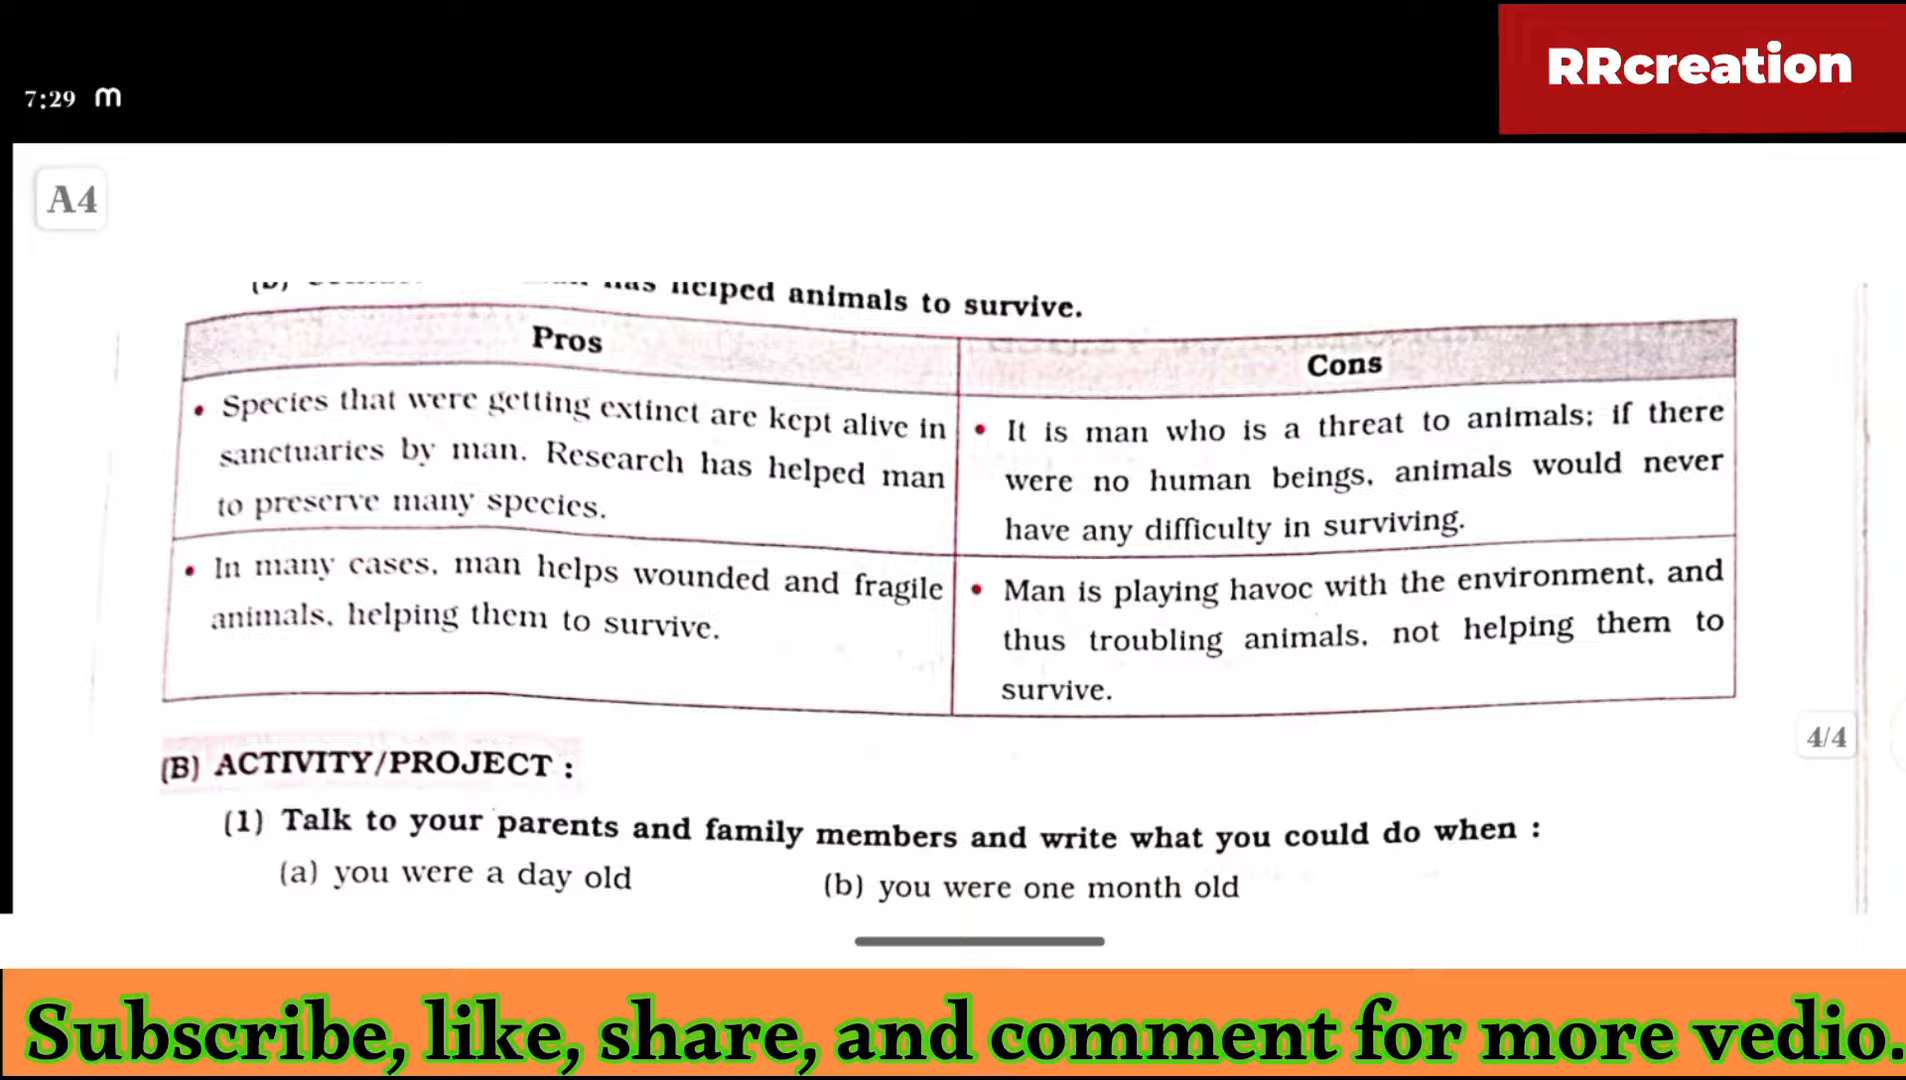 RRcreation
7:29 m
A4
has helped animals to survive.
Pros
Cons
• Species that were getting extinct are kept alive in
sanctuaries by man. Research has helped man
to preserve many species.
• It is man who is a threat to animals; if there
were no human beings, animals would never
have any difficulty in surviving.
• In many cases, man helps wounded and fragile
animals, helping them to survive.
• Man is playing havoc with the environment, and
thus troubling animals, not helping them to
survive.
4/4
(B) ACTIVITY/PROJECT :
(1) Talk to your parents and family members and write what you could do when :
(a) you were a day old
(b) you were one month old
Subscribe, like, share, and comment for more vedio.